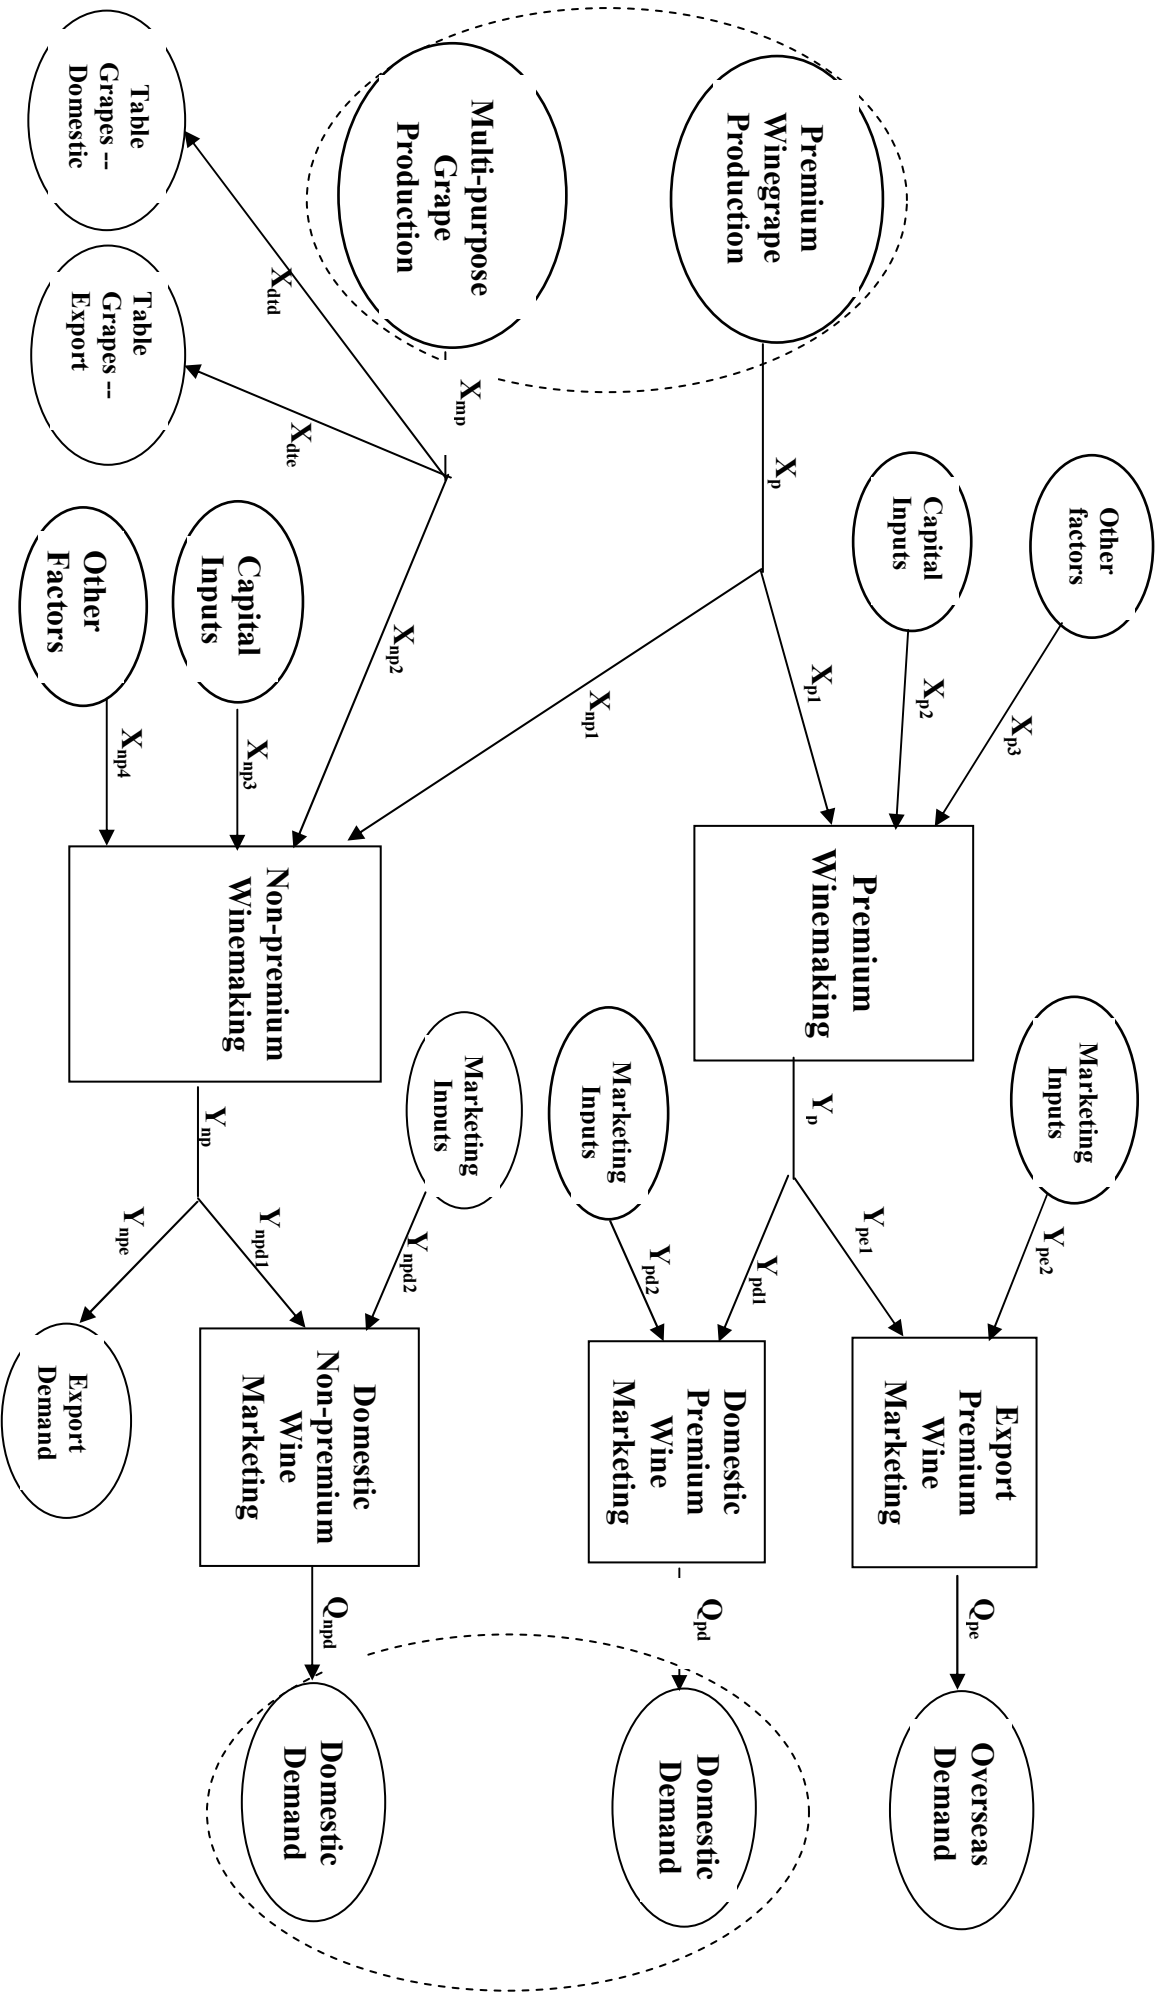 Other
factors
Capital
Inputs
Premium
Winegrape
Production
Multi-purpose
Grape
Production
Table
Grapes --
Domestic
Table
Grapes --
Export
Capital
Inputs
Other
Factors
X_p
X_mp
X_dtd
X_dte
X_p3
X_p2
X_p1
X_np1
X_np2
X_np3
X_np4
Premium
Winemaking
Non-premium
Winemaking
Marketing
Inputs
Marketing
Inputs
Marketing
Inputs
Y_p
Y_np
Y_pe2
Y_pe1
Y_pd1
Y_pd2
Y_npd2
Y_npd1
Y_npe
Export
Premium
Wine
Marketing
Domestic
Premium
Wine
Marketing
Domestic
Non-premium
Wine
Marketing
Export
Demand
Q_pe
Q_pd
Q_npd
Overseas
Demand
Domestic
Demand
Domestic
Demand